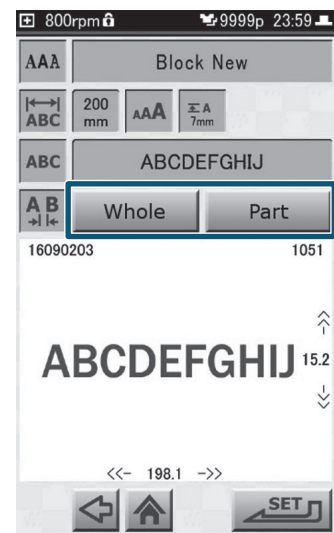 800rpm 9999p 23:59
AAA Block New
ABC 200 mm AAA A 7mm
ABC ABCDEFGHIJ
A B Whole Part
16090203 1051
ABCDEFGHIJ 15.2
<<- 198.1 ->>
SET